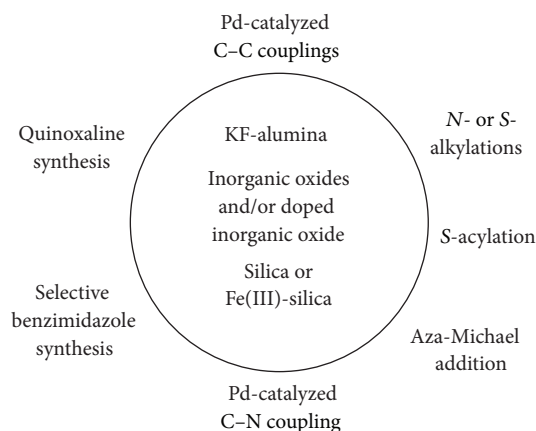 Pd-catalyzed
C–C couplings
Quinoxaline
synthesis
KF-alumina
N- or S-
alkylations
Inorganic oxides
and/or doped
inorganic oxide
S-acylation
Silica or
Fe(III)-silica
Selective
benzimidazole
synthesis
Aza-Michael
addition
Pd-catalyzed
C–N coupling